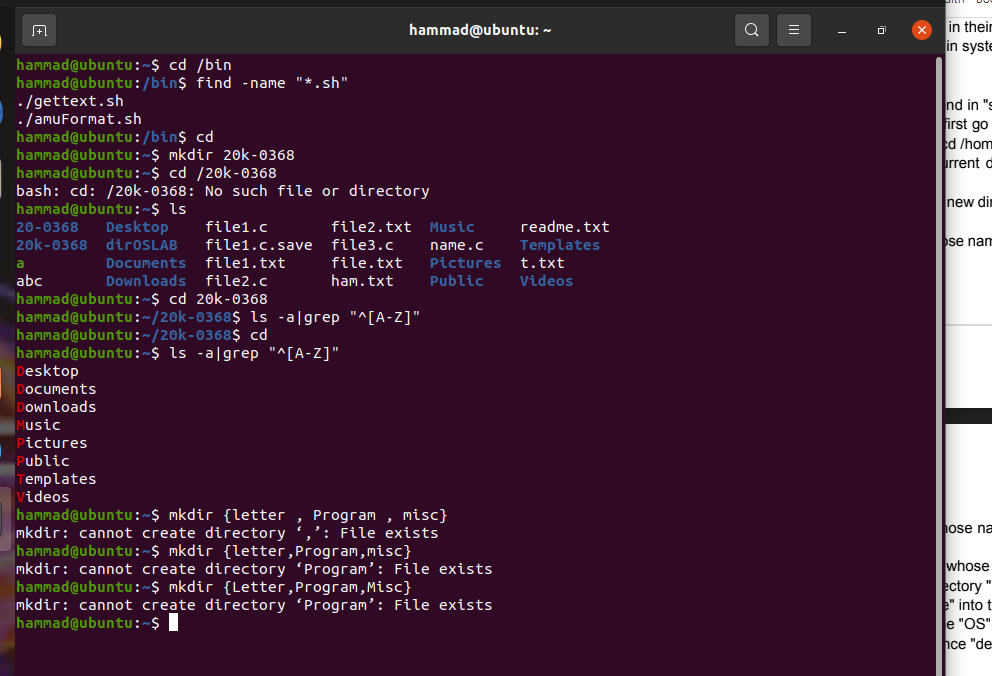 hammad@ubuntu: ~
hammad@ubuntu:~$ cd /bin
hammad@ubuntu:/bin$ find -name "*.sh"
./gettext.sh
./amuFormat.sh
hammad@ubuntu:/bin$ cd
hammad@ubuntu:~$ mkdir 20k-0368
hammad@ubuntu:~$ cd /20k-0368
bash: cd: /20k-0368: No such file or directory
hammad@ubuntu:~$ ls
20-0368   Desktop    file1.c       file2.txt  Music     readme.txt
20k-0368  dirOSLAB   file1.c.save  file3.c    name.c    Templates
a         Documents  file1.txt     file.txt   Pictures  t.txt
abc       Downloads  file2.c       ham.txt    Public    Videos
hammad@ubuntu:~$ cd 20k-0368
hammad@ubuntu:~/20k-0368$ ls -a|grep "^[A-Z]"
hammad@ubuntu:~/20k-0368$ cd
hammad@ubuntu:~$ ls -a|grep "^[A-Z]"
Desktop
Documents
Downloads
Music
Pictures
Public
Templates
Videos
hammad@ubuntu:~$ mkdir {letter , Program , misc}
mkdir: cannot create directory ‘,’: File exists
hammad@ubuntu:~$ mkdir {letter,Program,misc}
mkdir: cannot create directory ‘Program’: File exists
hammad@ubuntu:~$ mkdir {Letter,Program,Misc}
mkdir: cannot create directory ‘Program’: File exists
hammad@ubuntu:~$
in their
in syste
nd in "s
first go
cd /hom
urrent d
new dir
ose nam
hose na
whose
ectory "
e" into t
e "OS"
nce "de